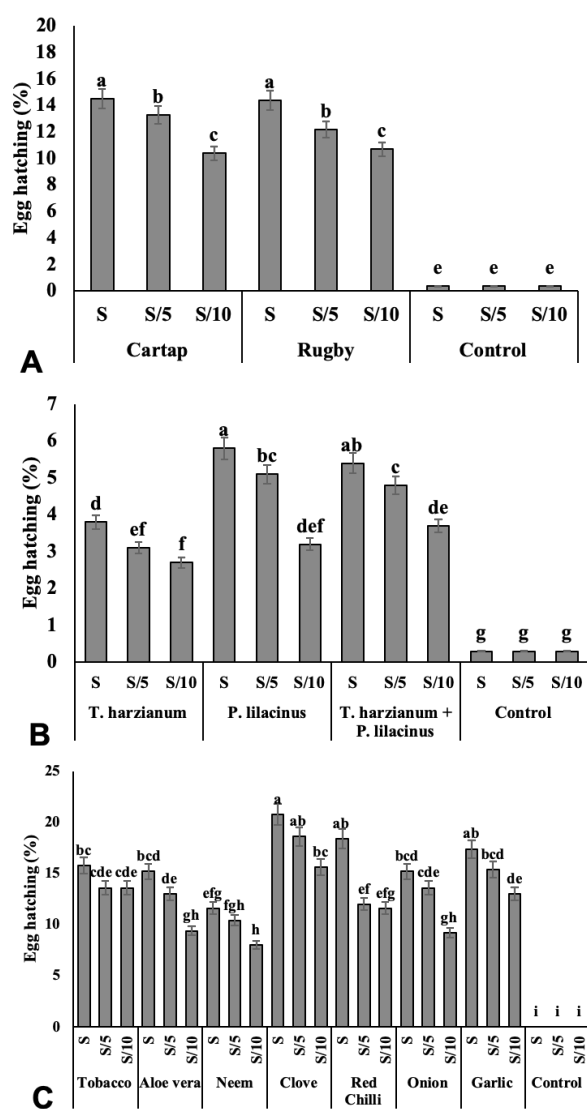 Egg hatching (%)
20
18
16
14
12
10
8
6
4
2
0
a b c a b c e e e
S S/5 S/10 S S/5 S/10 S S/5 S/10
Cartap Rugby Control
A
Egg hatching (%)
7
6
5
4
3
2
1
0
d ef f a bc def ab c de g g g
S S/5 S/10 S S/5 S/10 S S/5 S/10 S S/5 S/10
T. harzianum P. lilacinus T. harzianum + Control
P. lilacinus
B
Egg hatching (%)
25
20
15
10
5
0
bc cde cde bcd de gh efg fgh h a ab bc ab ef efg bcd cde gh ab bcd de i i i
S S/5 S/10 S S/5 S/10 S S/5 S/10 S S/5 S/10 S S/5 S/10 S S/5 S/10 S S/5 S/10 S S/5 S/10
Tobacco Aloe vera Neem Clove Red Onion Garlic Control
Chilli
C